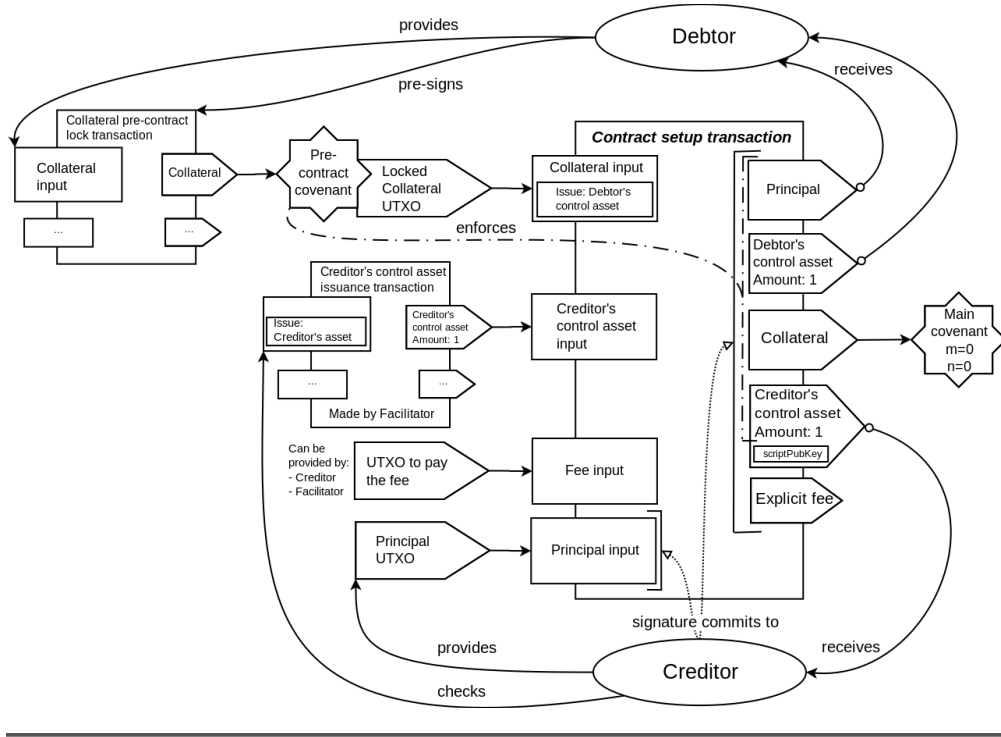 provides
Debtor
receives
pre-signs
Collateral pre-contract
lock transaction
Collateral
input
...
Collateral
...
Pre-
contract
covenant
Locked
Collateral
UTXO
enforces
Contract setup transaction
Collateral input
Issue: Debtor's
control asset
Principal
Debtor's
control asset
Amount: 1
Creditor's control asset
issuance transaction
Issue:
Creditor's asset
Creditor's
control asset
Amount: 1
...
...
Made by Facilitator
Creditor's
control asset
input
Collateral
Main
covenant
m=0
n=0
Creditor's
control asset
Amount: 1
scriptPubKey
Can be
provided by:
- Creditor
- Facilitator
UTXO to pay
the fee
Fee input
Explicit fee
Principal
UTXO
Principal input
signature commits to
provides
Creditor
receives
checks